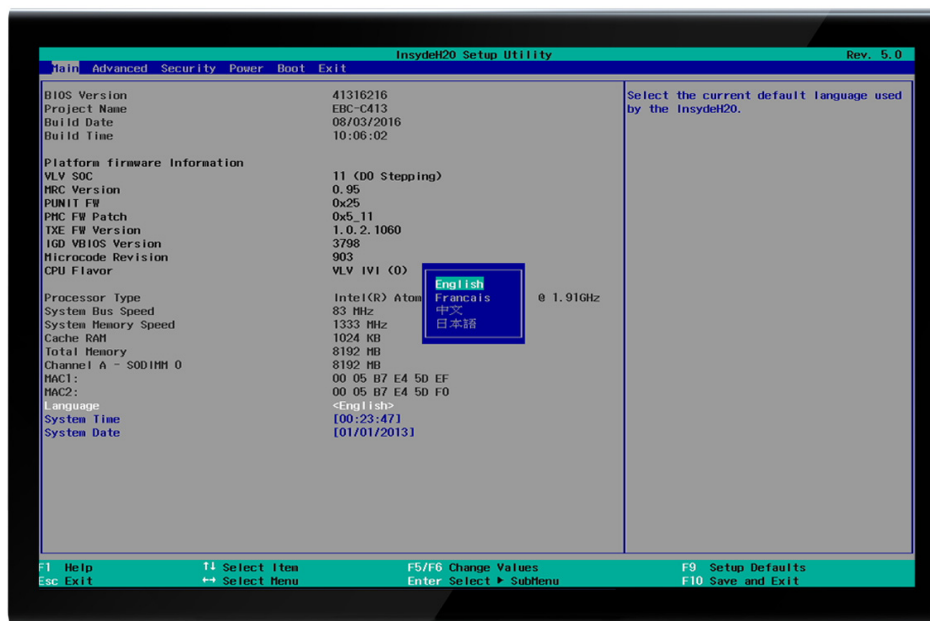 InsydeH20 Setup Utility Rev. 5.0
Main Advanced Security Power Boot Exit
BIOS Version 41316216
Project Name EBC-C413
Build Date 08/03/2016
Build Time 10:06:02
Platform firmware Information
VLV SOC 11 (D0 Stepping)
MRC Version 0.95
PUNIT FW 0x25
PMC FW Patch 0x5_11
TXE FW Version 1.0.2.1060
IGD VBIOS Version 3798
Microcode Revision 903
CPU Flavor VLV IVI (0)
Processor Type Intel(R) Atom @ 1.91GHz
System Bus Speed 83 MHz
System Memory Speed 1333 MHz
Cache RAM 1024 KB
Total Memory 8192 MB
Channel A - SODIMM 0 8192 MB
MAC1: 00 05 B7 E4 5D EF
MAC2: 00 05 B7 E4 5D F0
Language <English>
System Time [00:23:47]
System Date [01/01/2013]
English
Francais
中文
日本語
Select the current default language used
by the InsydeH20.
F1 Help ↑↓ Select Item F5/F6 Change Values F9 Setup Defaults
Esc Exit ↔ Select Menu Enter Select ▶ SubMenu F10 Save and Exit